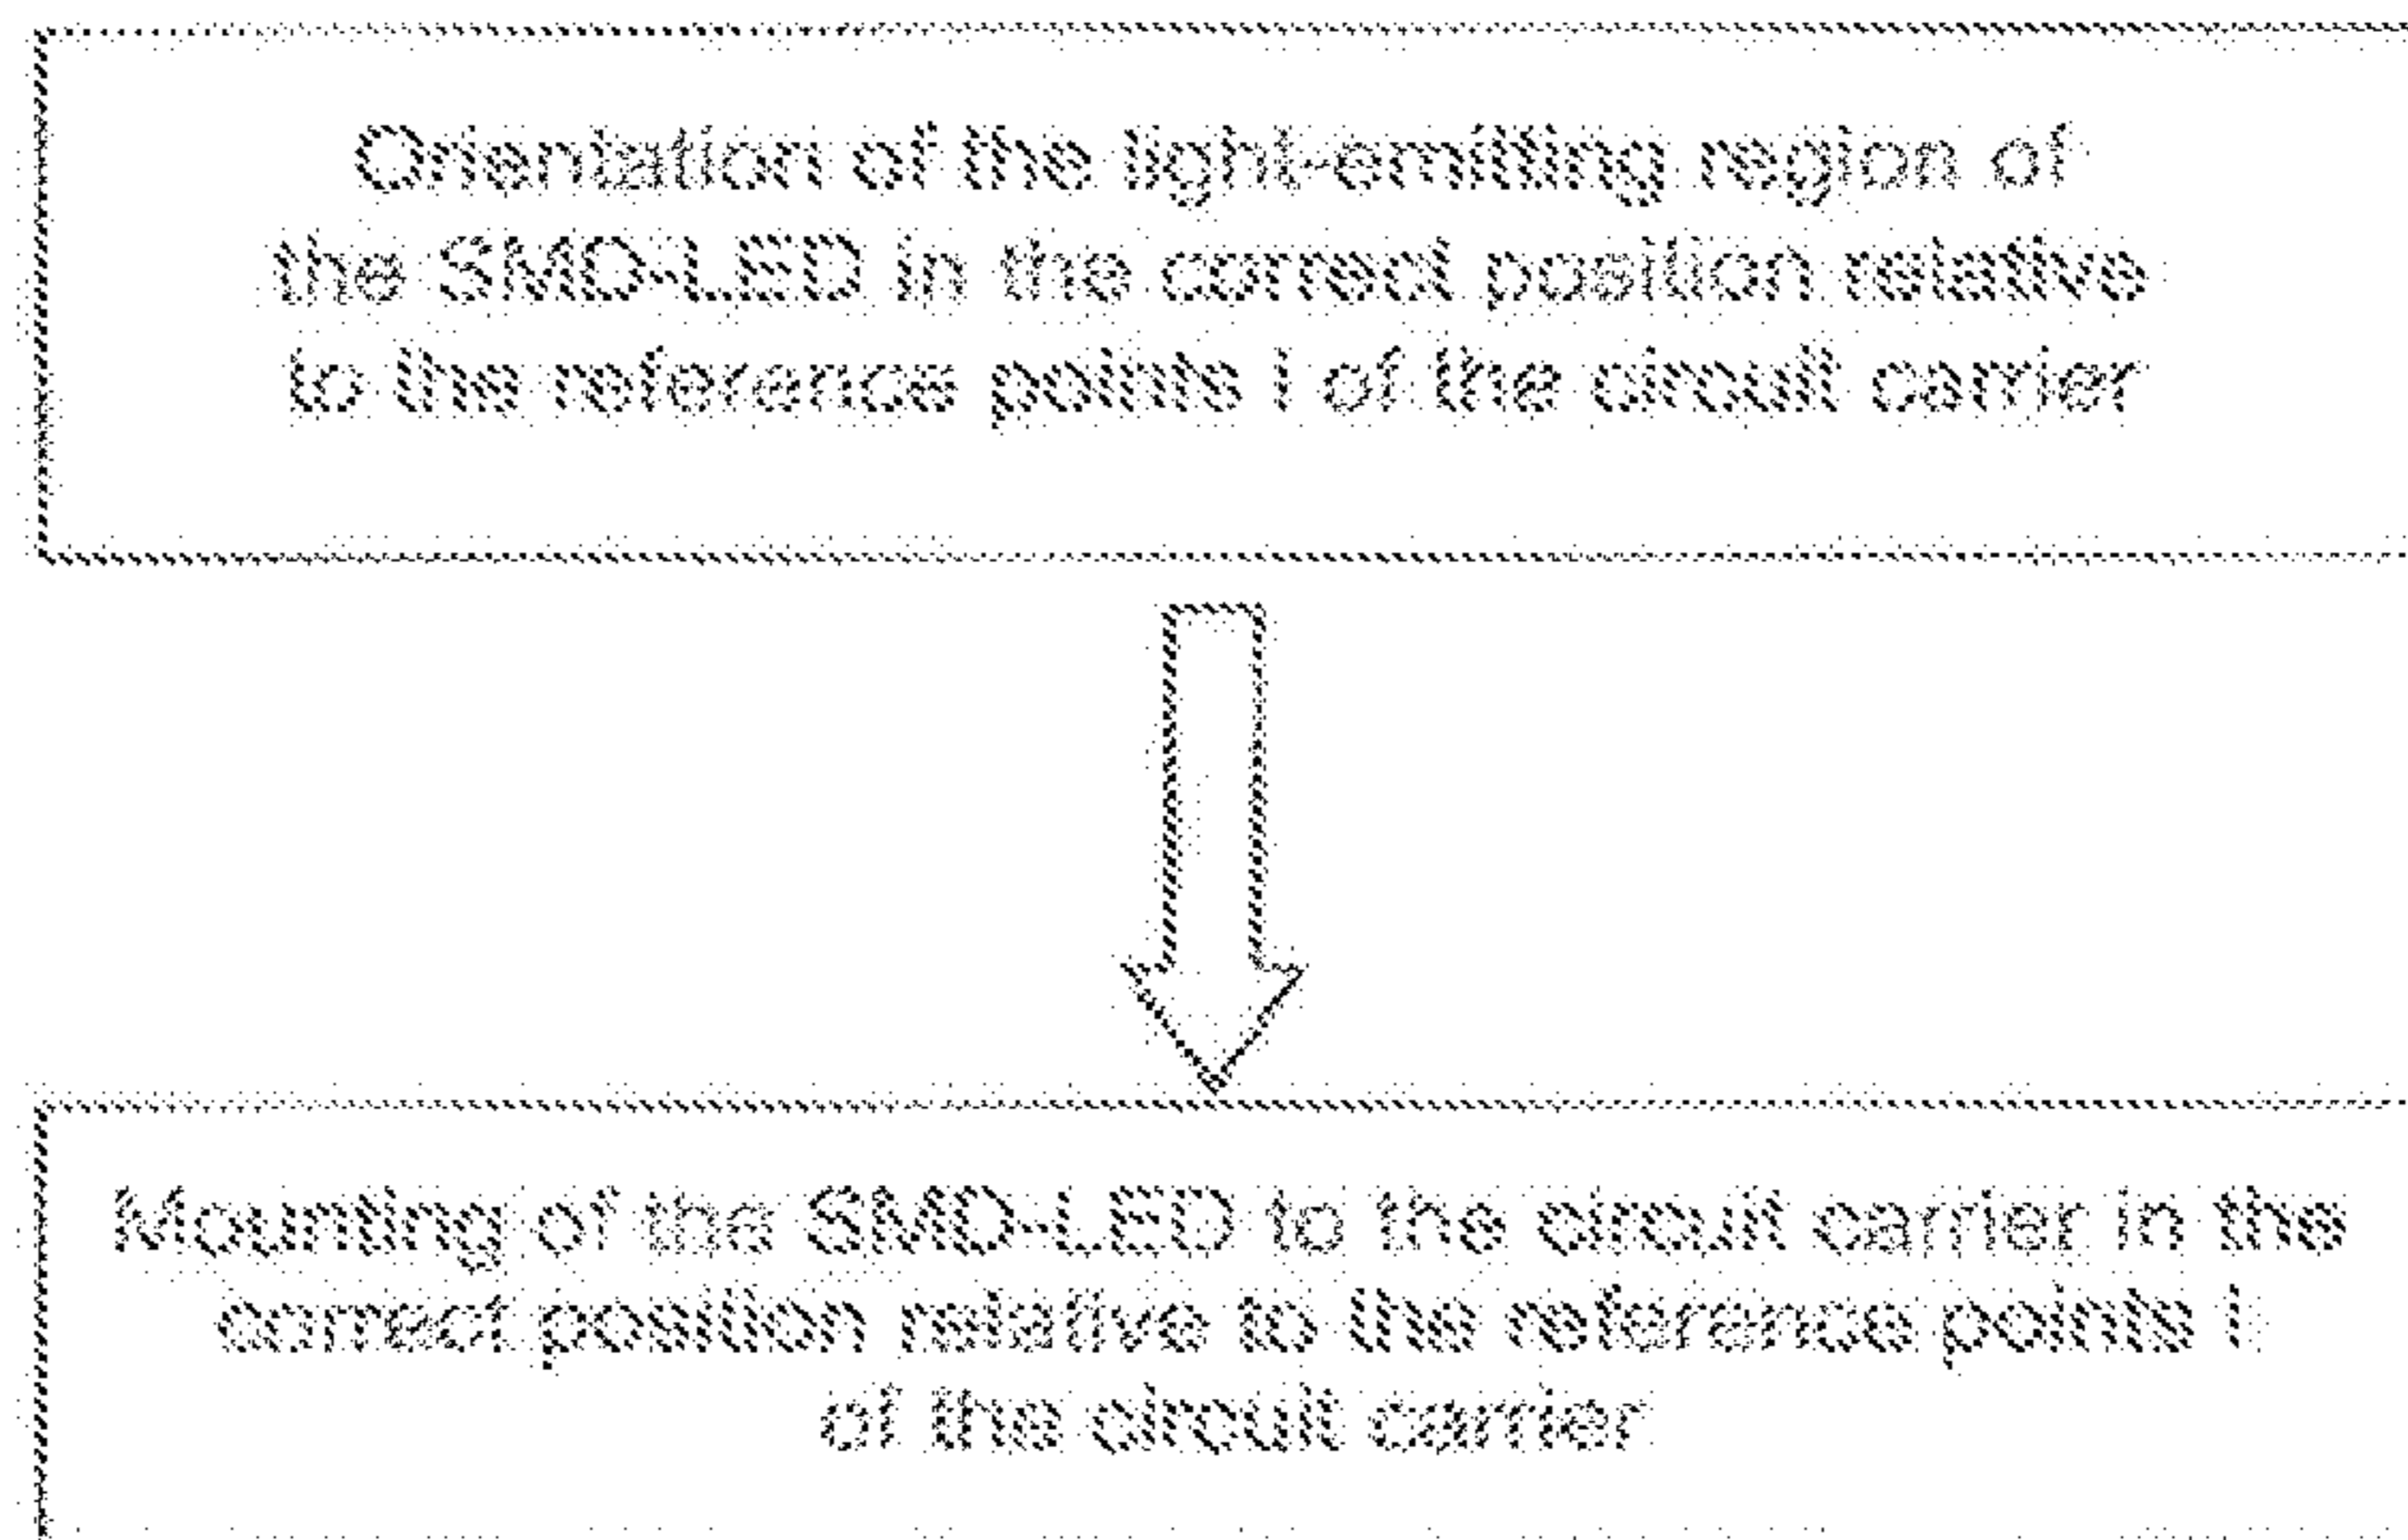 Orientation of the light-emitting region of
the SMD-LED in the correct position relative
to the reference points I of the circuit carrier
Mounting of the SMD-LED to the circuit carrier in the
correct position relative to the reference points I
of the circuit carrier